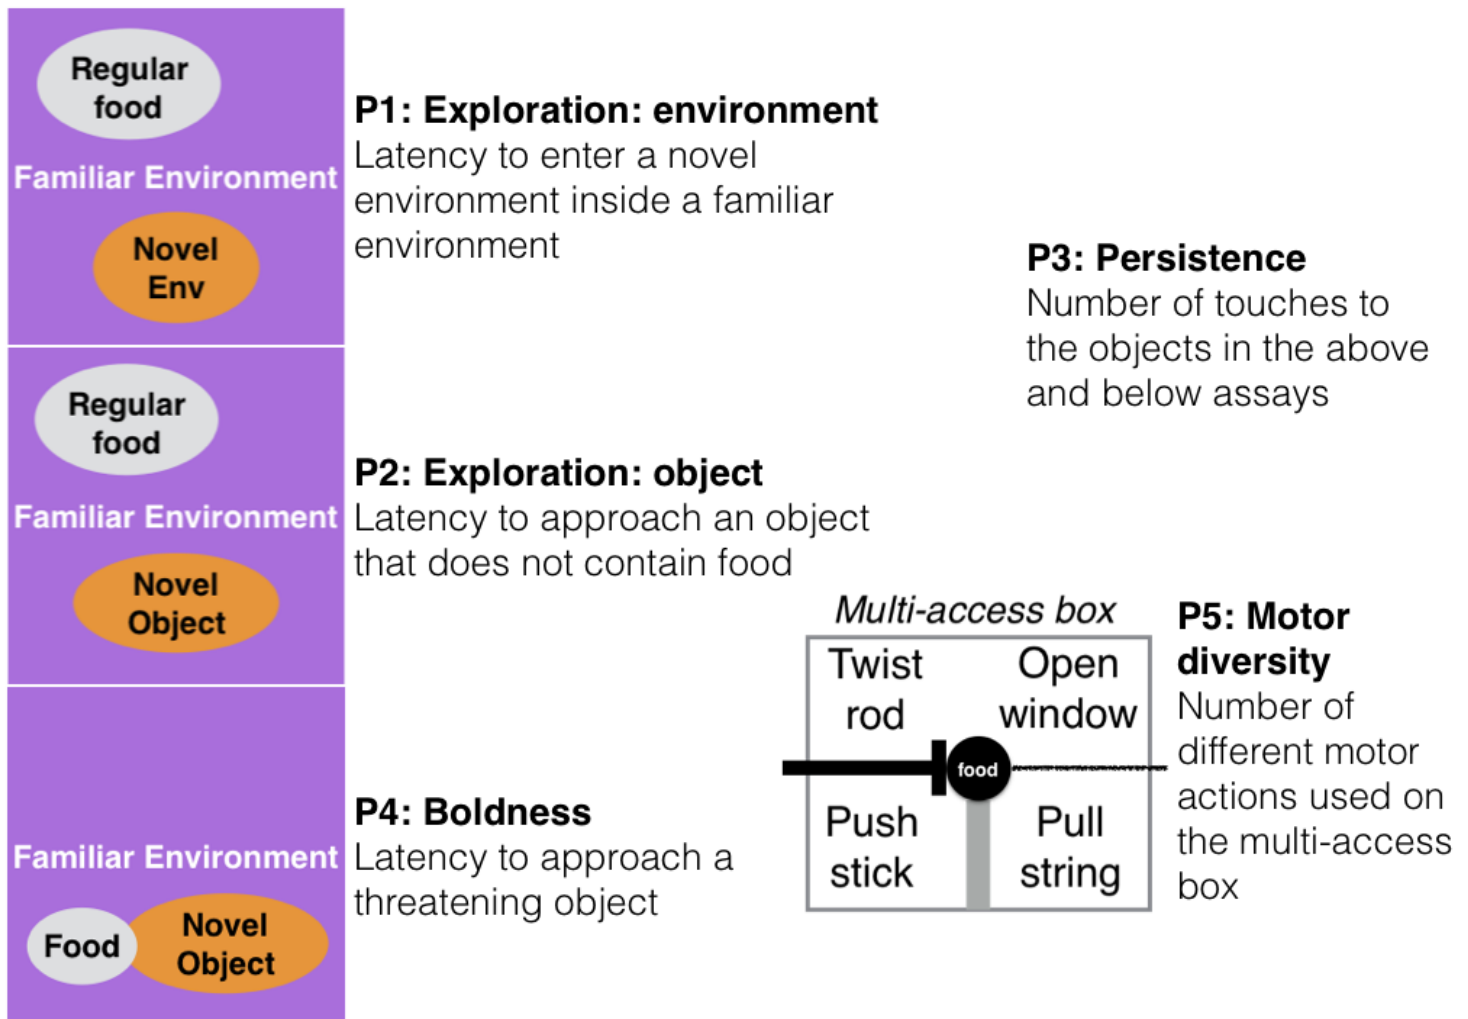 Regular
food
Familiar Environment
Novel
Env
P1: Exploration: environment
Latency to enter a novel
environment inside a familiar
environment
P3: Persistence
Number of touches to
the objects in the above
and below assays
Regular
food
Familiar Environment
Novel
Object
P2: Exploration: object
Latency to approach an object
that does not contain food
Familiar Environment
Food
Novel
Object
P4: Boldness
Latency to approach a
threatening object
Multi-access box
Twist
rod
Open
window
food
Push
stick
Pull
string
P5: Motor
diversity
Number of
different motor
actions used on
the multi-access
box